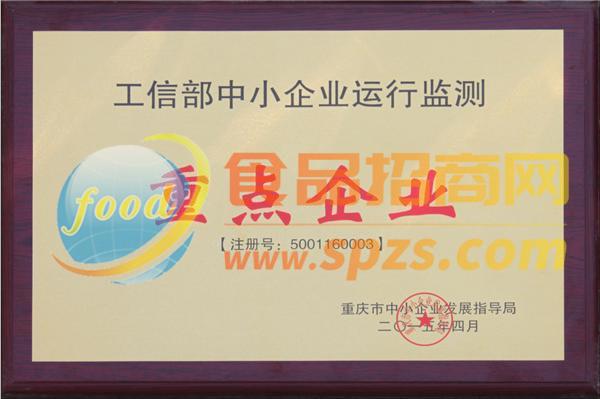 工信部中小企业运行监测
食品招商网
food
重点企业
【注册号：5001160003】
www.spzs.com
重庆市中小企业发展指导局
二〇一五年四月